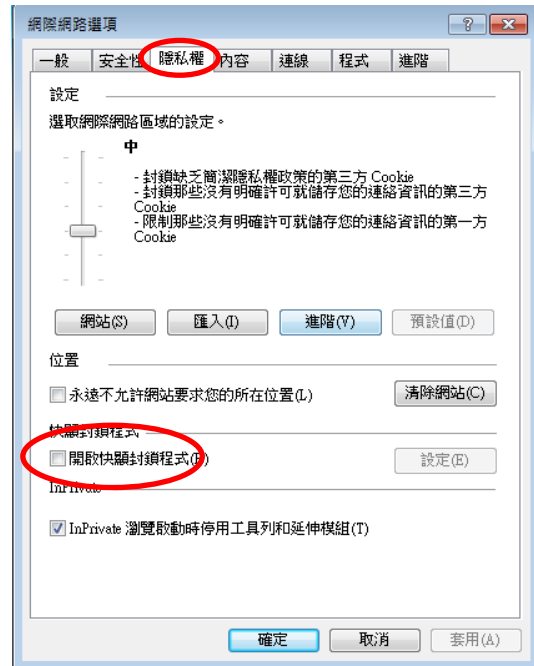 網際網路選項
一般 安全性 隱私權 內容 連線 程式 進階
設定
選取網際網路區域的設定。
中
- 封鎖缺乏簡潔隱私權政策的第三方 Cookie
- 封鎖那些沒有明確許可就儲存您的連絡資訊的第三方
Cookie
- 限制那些沒有明確許可就儲存您的連絡資訊的第一方
Cookie
網站(S) 匯入(I) 進階(V) 預設值(D)
位置
永遠不允許網站要求您的所在位置(L) 清除網站(C)
快顯封鎖程式
開啟快顯封鎖程式(B) 設定(E)
InPrivate
InPrivate 瀏覽啟動時停用工具列和延伸模組(T)
確定 取消 套用(A)